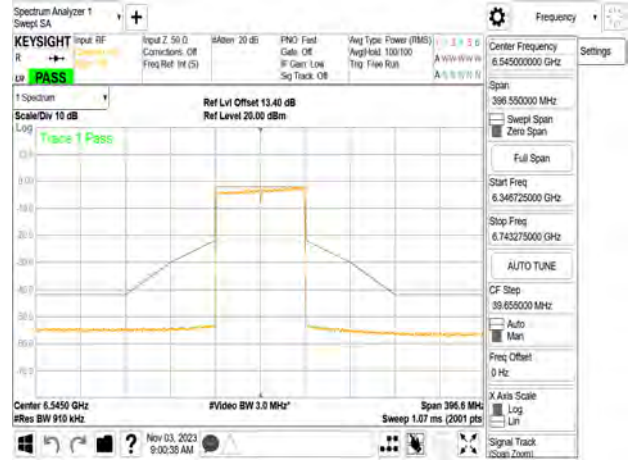 Spectrum Analyzer 1
Swept SA
Frequency
KEYSIGHT
Input: RF
Input Z: 50 Ω
#Atten: 20 dB
PNO: Fast
Avg Type: Power (RMS)
1 2 3 4 5 6
R
Corrections: Off
Gate: Off
Avg|Hold: 100/100
A W W W W W
Freq Ref: Int (S)
IF Gain: Low
Trig: Free Run
LW PASS
Sig Track: Off
A N N N N N
Center Frequency
6.545000000 GHz
Settings
1 Spectrum
Ref Lvl Offset 13.40 dB
Scale/Div 10 dB
Ref Level 20.00 dBm
Log
Trace 1 Pass
Span
396.550000 MHz
Swept Span
Zero Span
Full Span
Start Freq
6.346725000 GHz
Stop Freq
6.743275000 GHz
AUTO TUNE
CF Step
39.655000 MHz
Auto
Man
Freq Offset
0 Hz
X Axis Scale
Log
Lin
Signal Track
(Span Zoom)
Center 6.5450 GHz
#Video BW 3.0 MHz*
Span 396.6 MHz
#Res BW 910 kHz
Sweep 1.07 ms (2001 pts
Nov 03, 2023
9:00:38 AM